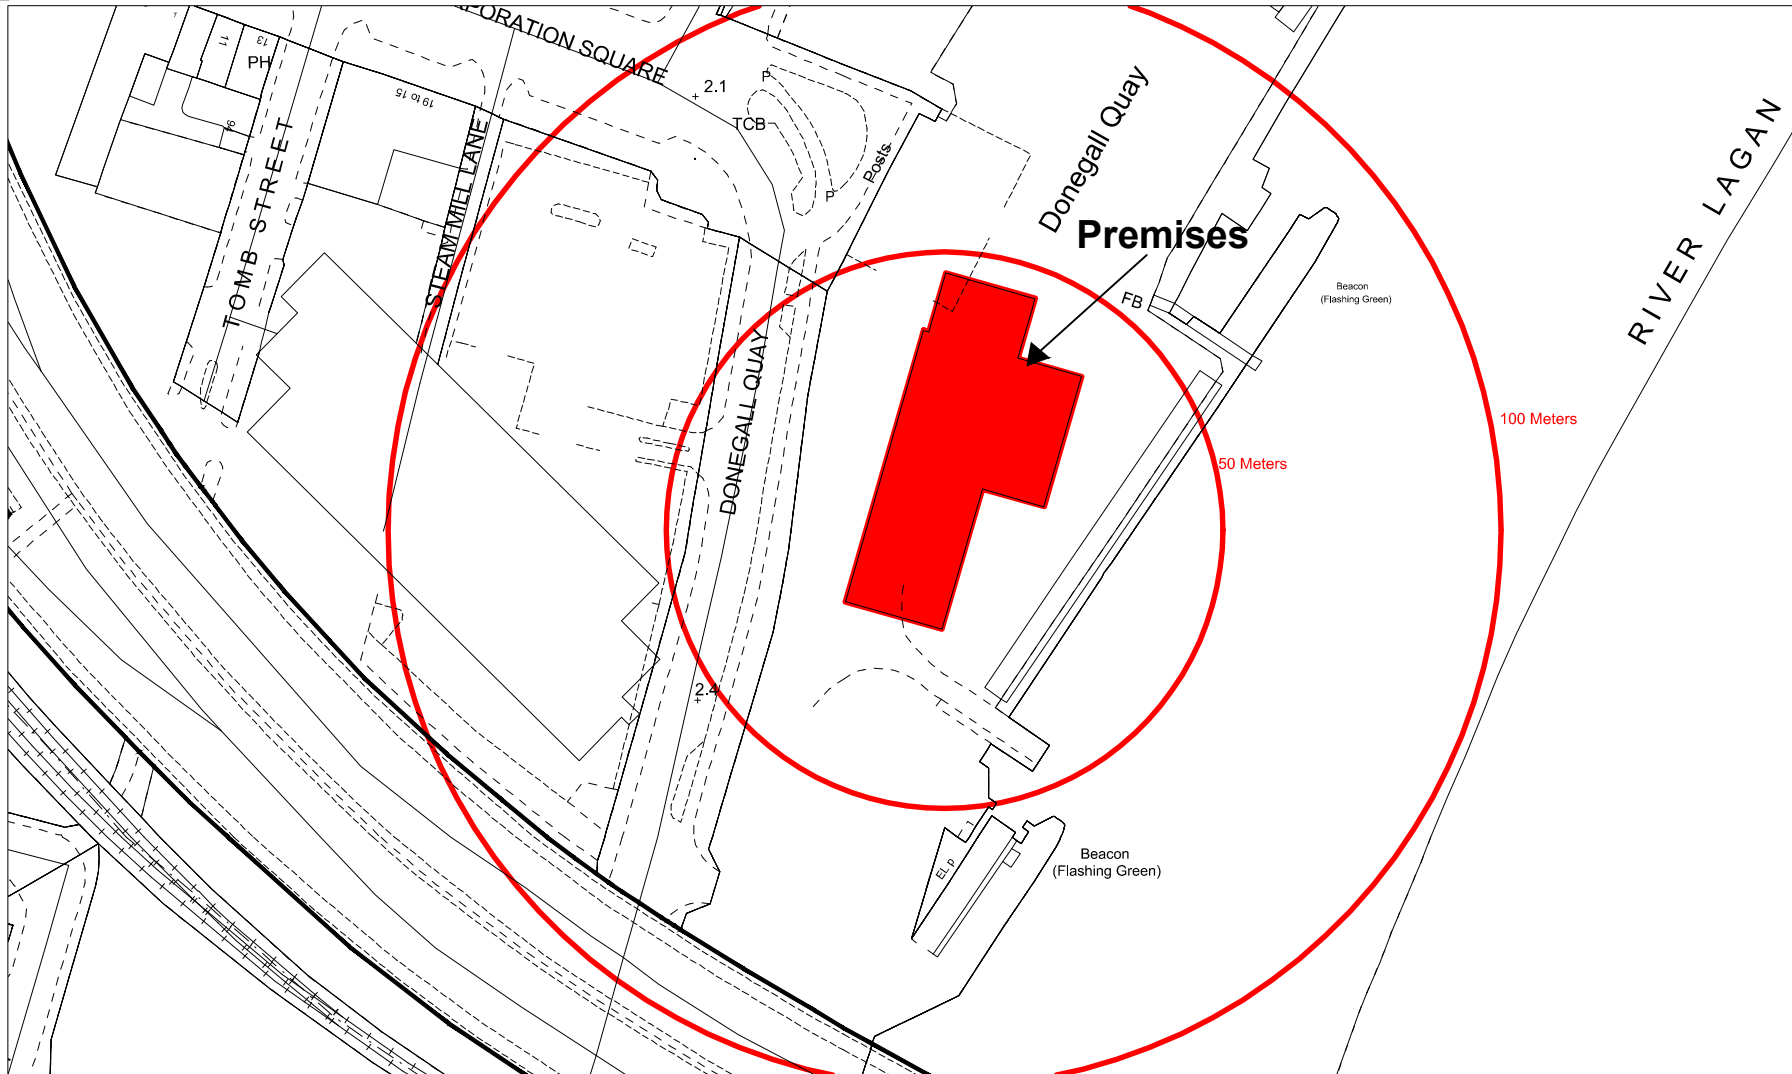 PORATION SQUARE
13
11
PH
19 to 15
94
2.1
P
TCB
Posts
P
TOMB STREET
STEAM MILL LANE
Donegall Quay
Premises
FB
Beacon
(Flashing Green)
RIVER LAGAN
DONEGALL QUAY
100 Meters
50 Meters
2.4
Beacon
(Flashing Green)
EL P